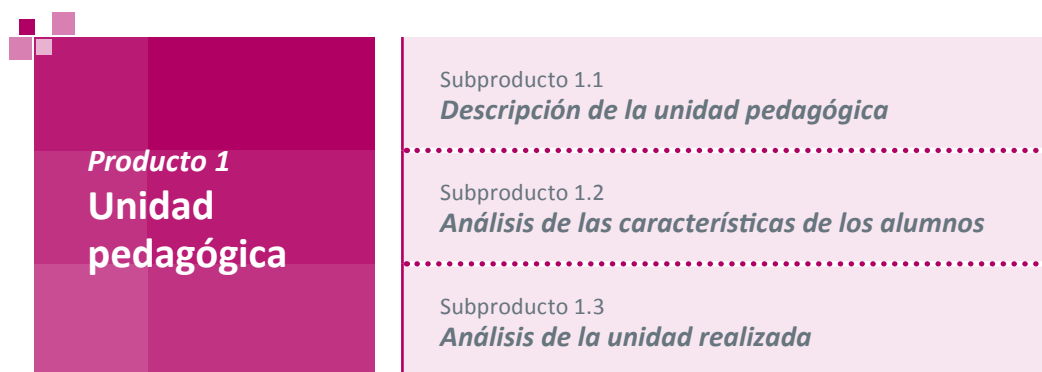 Producto 1
Unidad
pedagógica
Subproducto 1.1
Descripción de la unidad pedagógica
Subproducto 1.2
Análisis de las características de los alumnos
Subproducto 1.3
Análisis de la unidad realizada